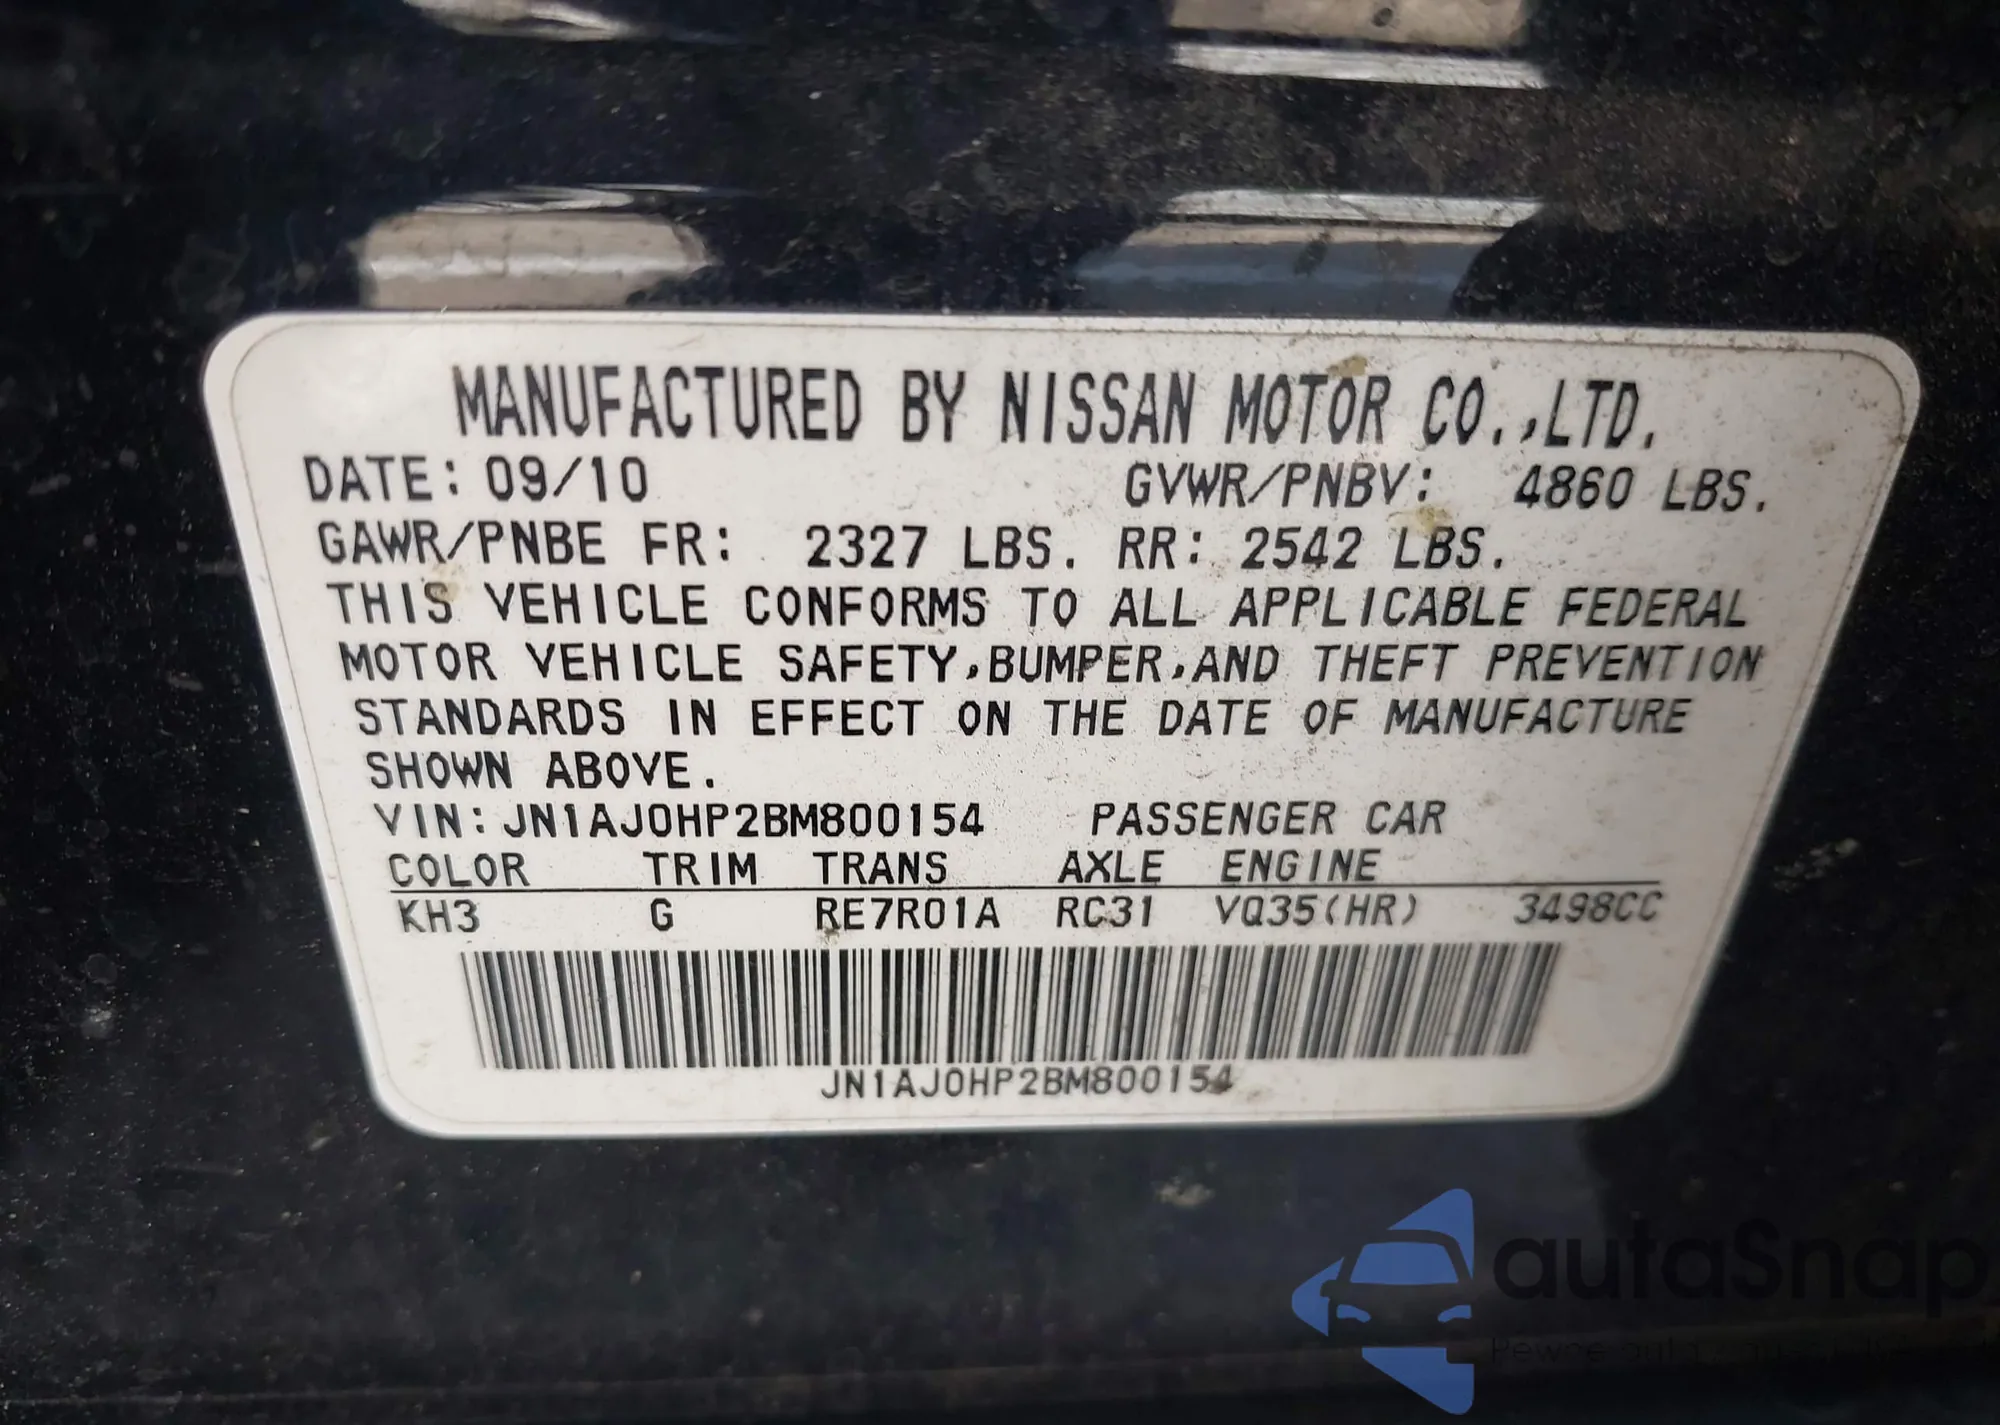 MANUFACTURED BY NISSAN MOTOR CO.,LTD.
DATE: 09/10 GVWR/PNBV: 4860 LBS.
GAWR/PNBE FR: 2327 LBS. RR: 2542 LBS.
THIS VEHICLE CONFORMS TO ALL APPLICABLE FEDERAL
MOTOR VEHICLE SAFETY,BUMPER,AND THEFT PREVENTION
STANDARDS IN EFFECT ON THE DATE OF MANUFACTURE
SHOWN ABOVE.
VIN:JN1AJ0HP2BM800154 PASSENGER CAR
COLOR TRIM TRANS AXLE ENGINE
KH3 G RE7R01A RC31 VQ35(HR) 3498CC
JN1AJ0HP2BM800154
autaSnap